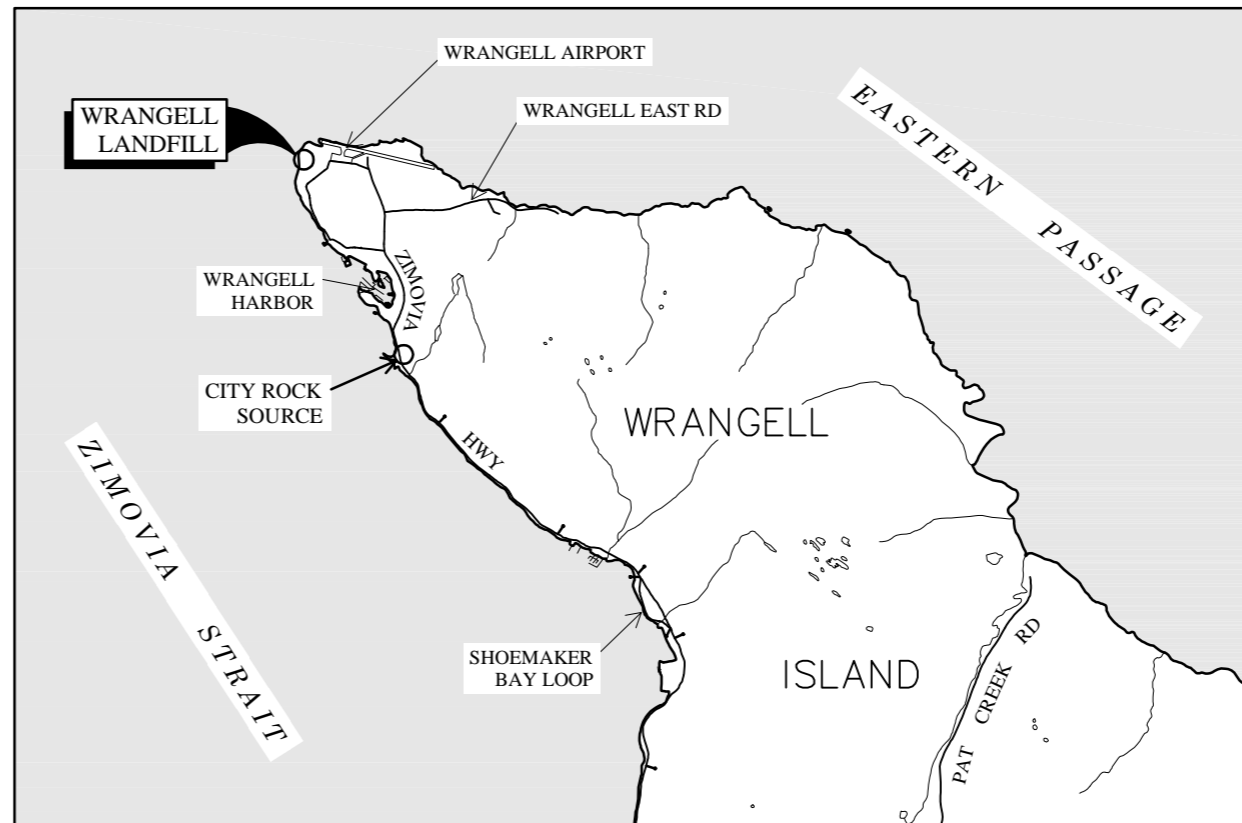 WRANGELL AIRPORT
WRANGELL
LANDFILL
WRANGELL EAST RD
EASTERN PASSAGE
ZIMOVIA
WRANGELL
HARBOR
CITY ROCK
SOURCE
WRANGELL
HWY
ZIMOVIA STRAIT
SHOEMAKER
BAY LOOP
ISLAND
PAT CREEK RD